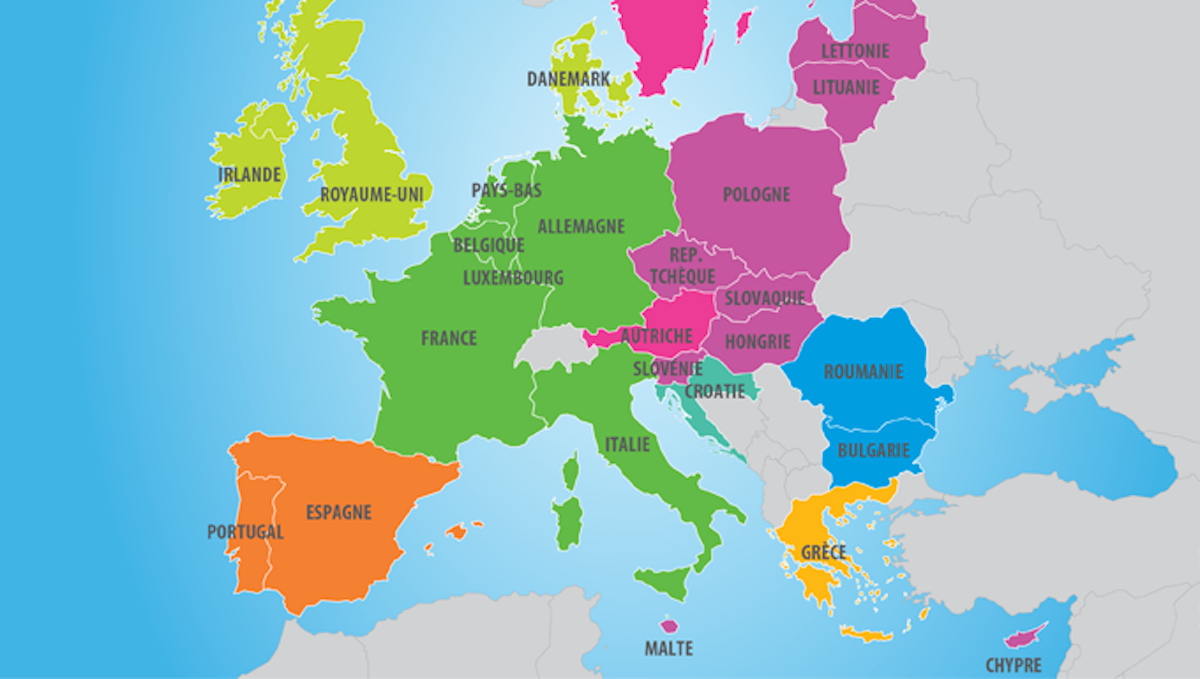 LETTONIE
DANEMARK
LITUANIE
IRLANDE
PAYS-BAS
ROYAUME-UNI
POLOGNE
ALLEMAGNE
BELGIQUE
REP.
TCHÈQUE
LUXEMBOURG
SLOVAQUIE
FRANCE
AUTRICHE
HONGRIE
SLOVÉNIE
ROUMANIE
CROATIE
ITALIE
BULGARIE
ESPAGNE
PORTUGAL
GRÈCE
MALTE
CHYPRE